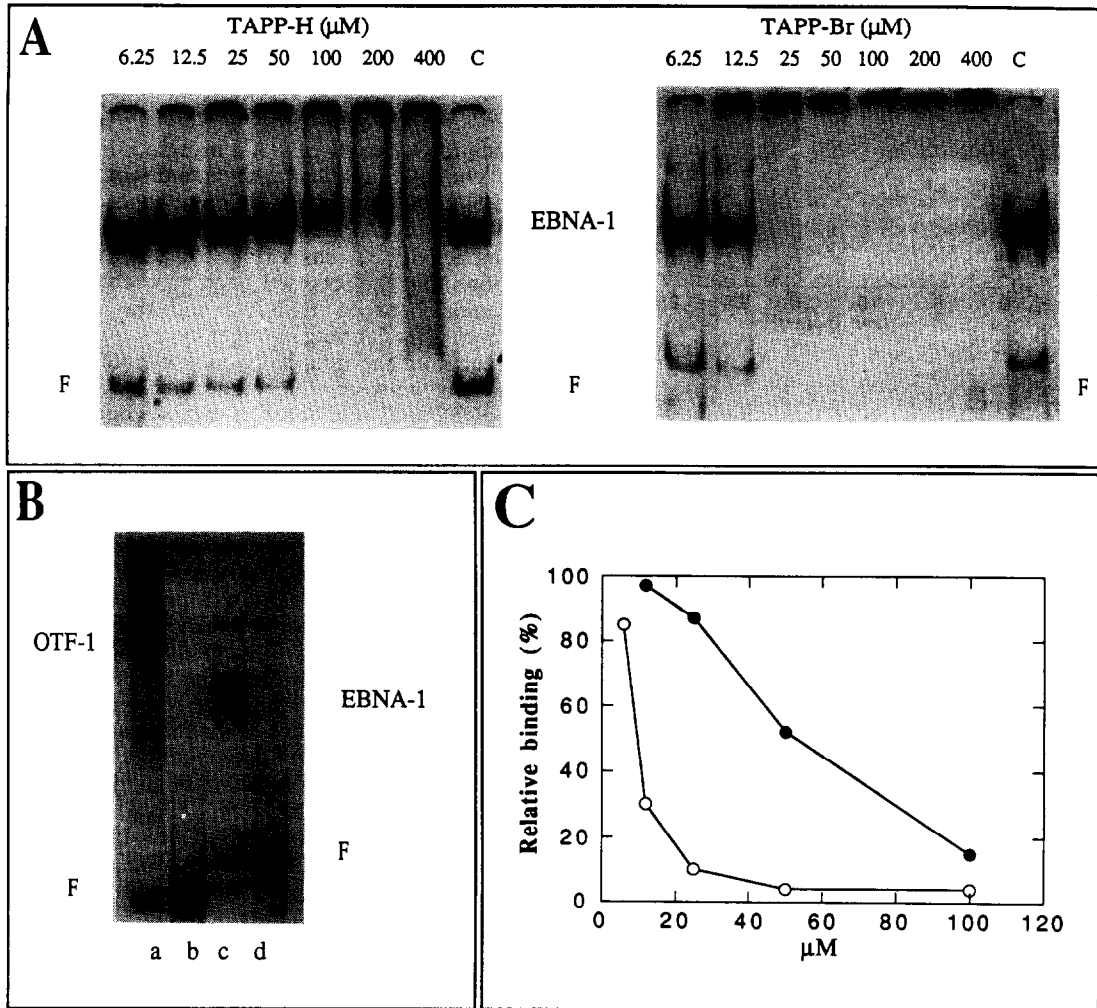 A
TAPP-H (µM)
6.25 12.5 25 50 100 200 400 C
TAPP-Br (µM)
6.25 12.5 25 50 100 200 400 C
EBNA-1
F
F
F
B
OTF-1
EBNA-1
F
F
a b c d
C
Relative binding (%)
100
80
60
40
20
0
0 20 40 60 80 100 120
µM